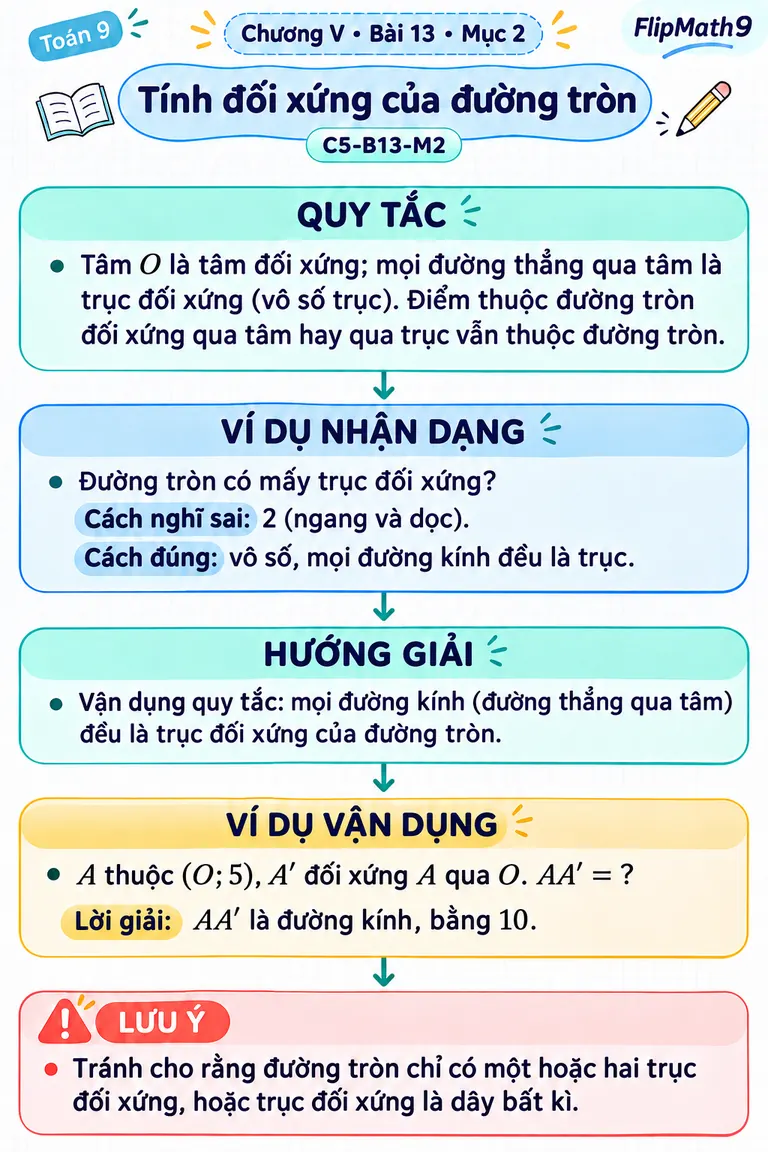 Toán 9
Chương V • Bài 13 • Mục 2
FlipMath9
Tính đối xứng của đường tròn
C5-B13-M2
QUY TẮC
• Tâm O là tâm đối xứng; mọi đường thẳng qua tâm là
trục đối xứng (vô số trục). Điểm thuộc đường tròn
đối xứng qua tâm hay qua trục vẫn thuộc đường tròn.
VÍ DỤ NHẬN DẠNG
• Đường tròn có mấy trục đối xứng?
Cách nghĩ sai: 2 (ngang và dọc).
Cách đúng: vô số, mọi đường kính đều là trục.
HƯỚNG GIẢI
• Vận dụng quy tắc: mọi đường kính (đường thẳng qua tâm)
đều là trục đối xứng của đường tròn.
VÍ DỤ VẬN DỤNG
• A thuộc (O; 5), A′ đối xứng A qua O. AA′ = ?
Lời giải: AA′ là đường kính, bằng 10.
LƯU Ý
• Tránh cho rằng đường tròn chỉ có một hoặc hai trục
đối xứng, hoặc trục đối xứng là dây bất kì.